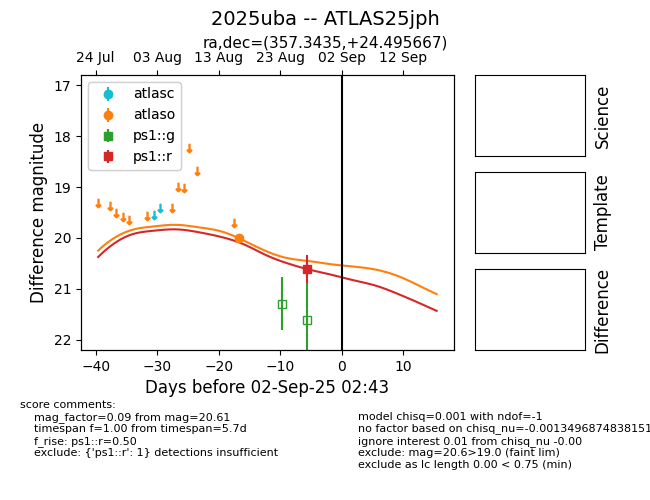 2025uba -- ATLAS25jph
ra,dec=(357.3435,+24.495667)
24 Jul 03 Aug 13 Aug 23 Aug 02 Sep 12 Sep
17
18
19
20
21
22
Difference magnitude
atlasc
atlaso
ps1::g
ps1::r
−40 −30 −20 −10 0 10
Days before 02-Sep-25 02:43
Science
Template
Difference
score comments:
mag_factor=0.09 from mag=20.61
timespan f=1.00 from timespan=5.7d
f_rise: ps1::r=0.50
exclude: {'ps1::r': 1} detections insufficient
model chisq=0.001 with ndof=-1
no factor based on chisq_nu=-0.0013496874838151
ignore interest 0.01 from chisq_nu -0.00
exclude: mag=20.6>19.0 (faint lim)
exclude as lc length 0.00 < 0.75 (min)